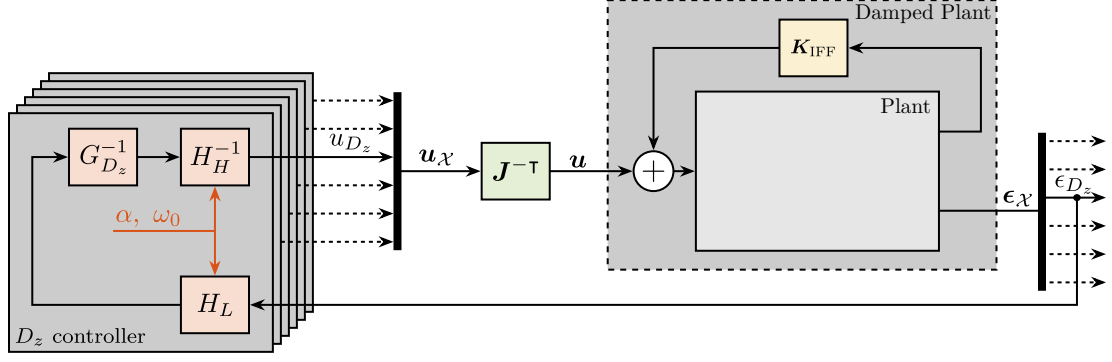 Damped Plant
K_IFF
Plant
G_{D_z}^{-1}
H_H^{-1}
u_{D_z}
u_𝒳
J^{-⊤}
u
+
ϵ_𝒳
ϵ_{D_z}
α, ω_0
H_L
D_z controller